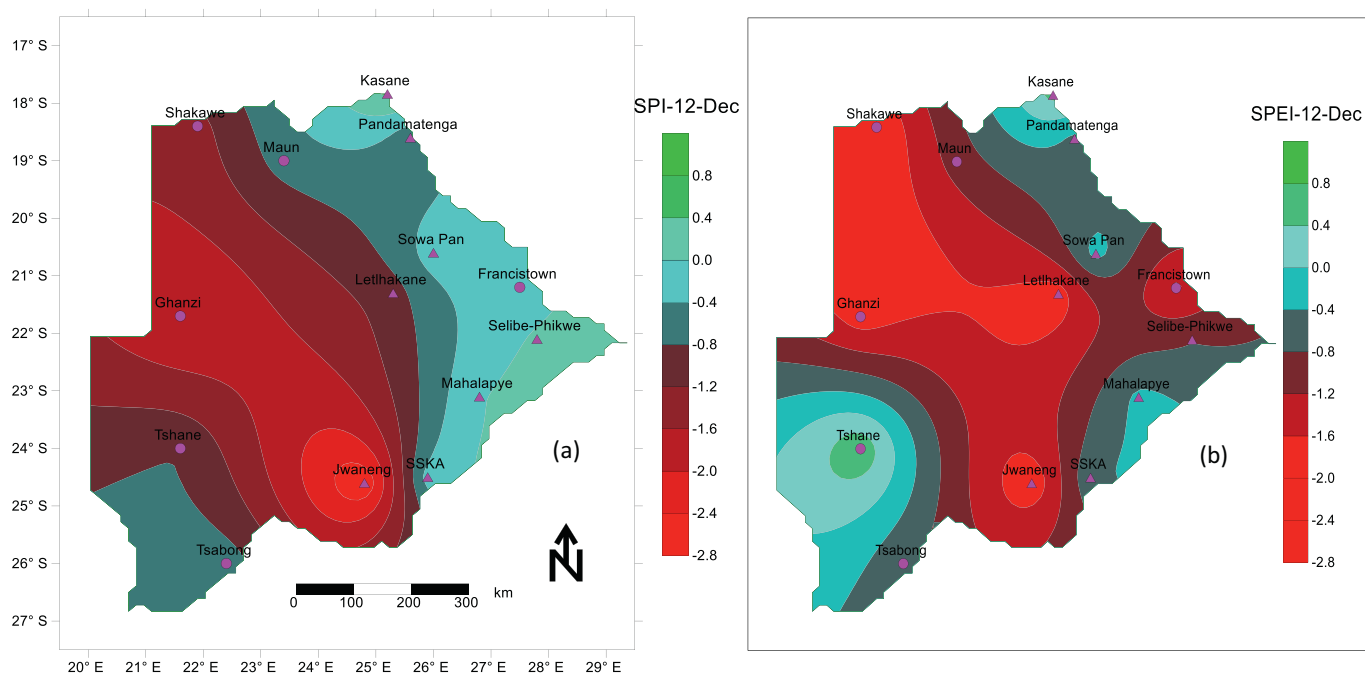 17° S
18° S
19° S
20° S
21° S
22° S
23° S
24° S
25° S
26° S
27° S
20° E
21° E
22° E
23° E
24° E
25° E
26° E
27° E
28° E
29° E
Kasane
Shakawe
Pandamatenga
Maun
Sowa Pan
Letlhakane
Francistown
Ghanzi
Selibe-Phikwe
Mahalapye
Tshane
(a)
Jwaneng
SSKA
Tsabong
N
0 100 200 300 km
SPI-12-Dec
0.8
0.4
0.0
-0.4
-0.8
-1.2
-1.6
-2.0
-2.4
-2.8
Kasane
Shakawe
Pandamatenga
Maun
Sowa Pan
Letlhakane
Francistown
Ghanzi
Selibe-Phikwe
Mahalapye
Tshane
(b)
Jwaneng
SSKA
Tsabong
SPEI-12-Dec
0.8
0.4
0.0
-0.4
-0.8
-1.2
-1.6
-2.0
-2.4
-2.8